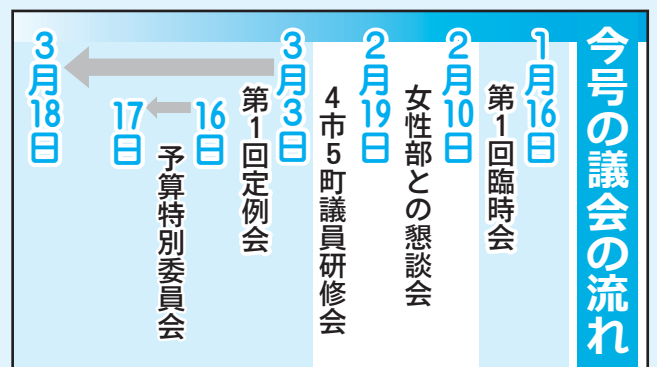 今号の議会の流れ
1月16日
第1回臨時会
2月10日
女性部との懇談会
2月19日
4市5町議員研修会
3月3日
第1回定例会
16日
予算特別委員会
17日
3月18日